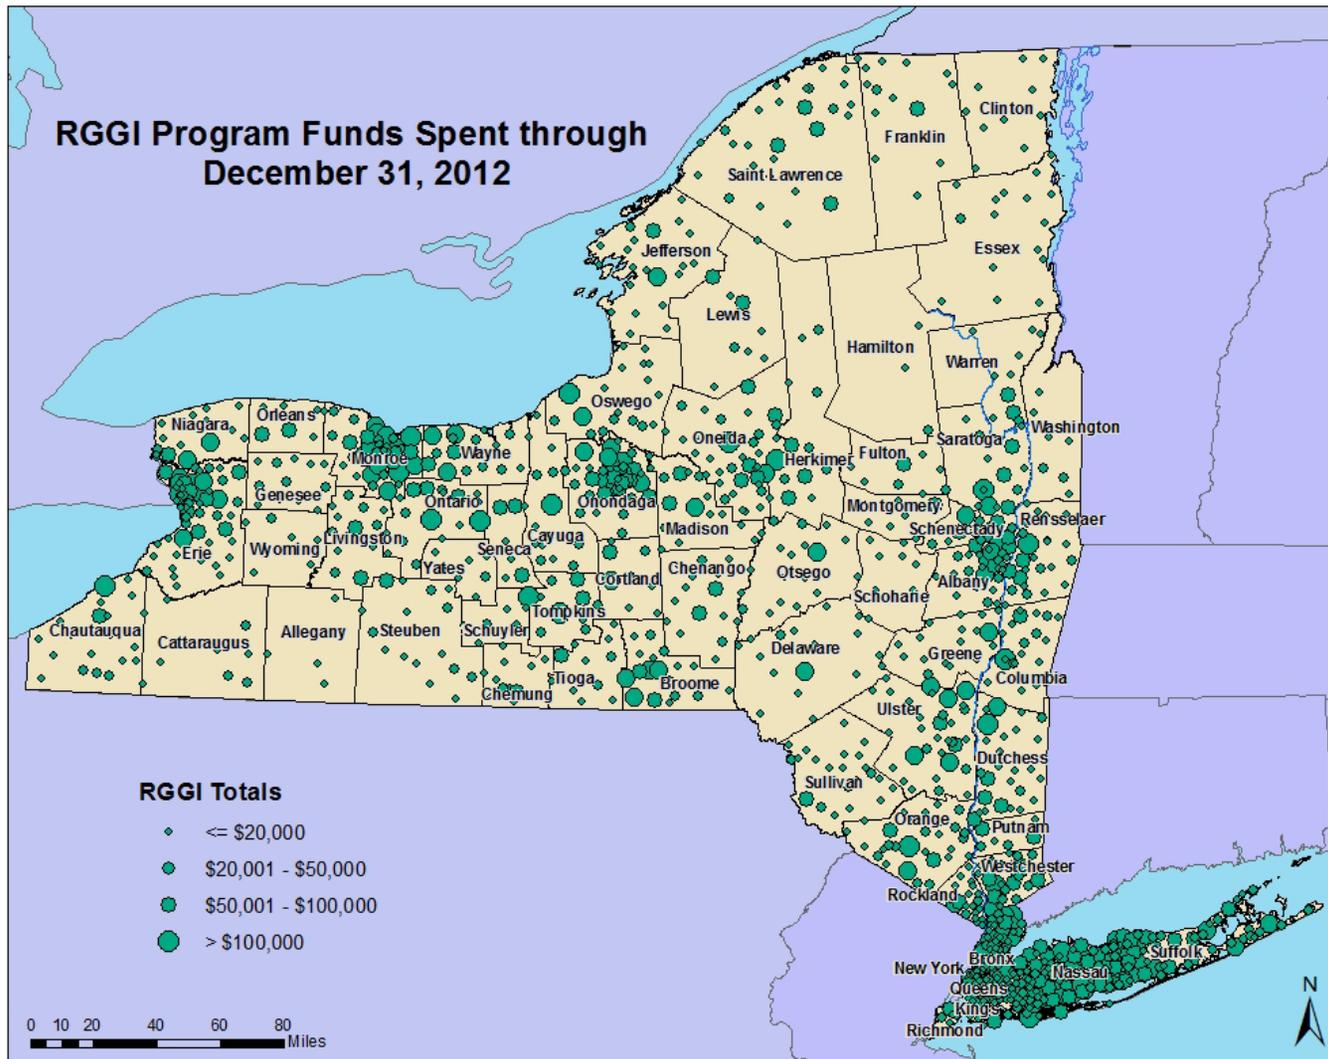 RGGI Program Funds Spent through
December 31, 2012
Clinton
Franklin
Saint Lawrence
Essex
Jefferson
Lewis
Hamilton
Warren
Oswego
Washington
Niagara
Orleans
Oneida
Saratoga
Monroe
Wayne
Herkimer
Fulton
Genesee
Ontario
Onondaga
Montgomery
Madison
Schenectady
Rensselaer
Livingston
Cayuga
Erie
Wyoming
Seneca
Yates
Chenango
Otsego
Cortland
Albany
Schoharie
Tompkins
Chautauqua
Cattaraugus
Allegany
Steuben
Schuyler
Delaware
Greene
Tioga
Broome
Columbia
Chemung
Ulster
Dutchess
Sullivan
RGGI Totals
<= $20,000
$20,001 - $50,000
$50,001 - $100,000
> $100,000
Orange
Putnam
Westchester
Rockland
Suffolk
Bronx
New York
Nassau
Queens
Kings
Richmond
N
0 10 20 40 60 80
Miles